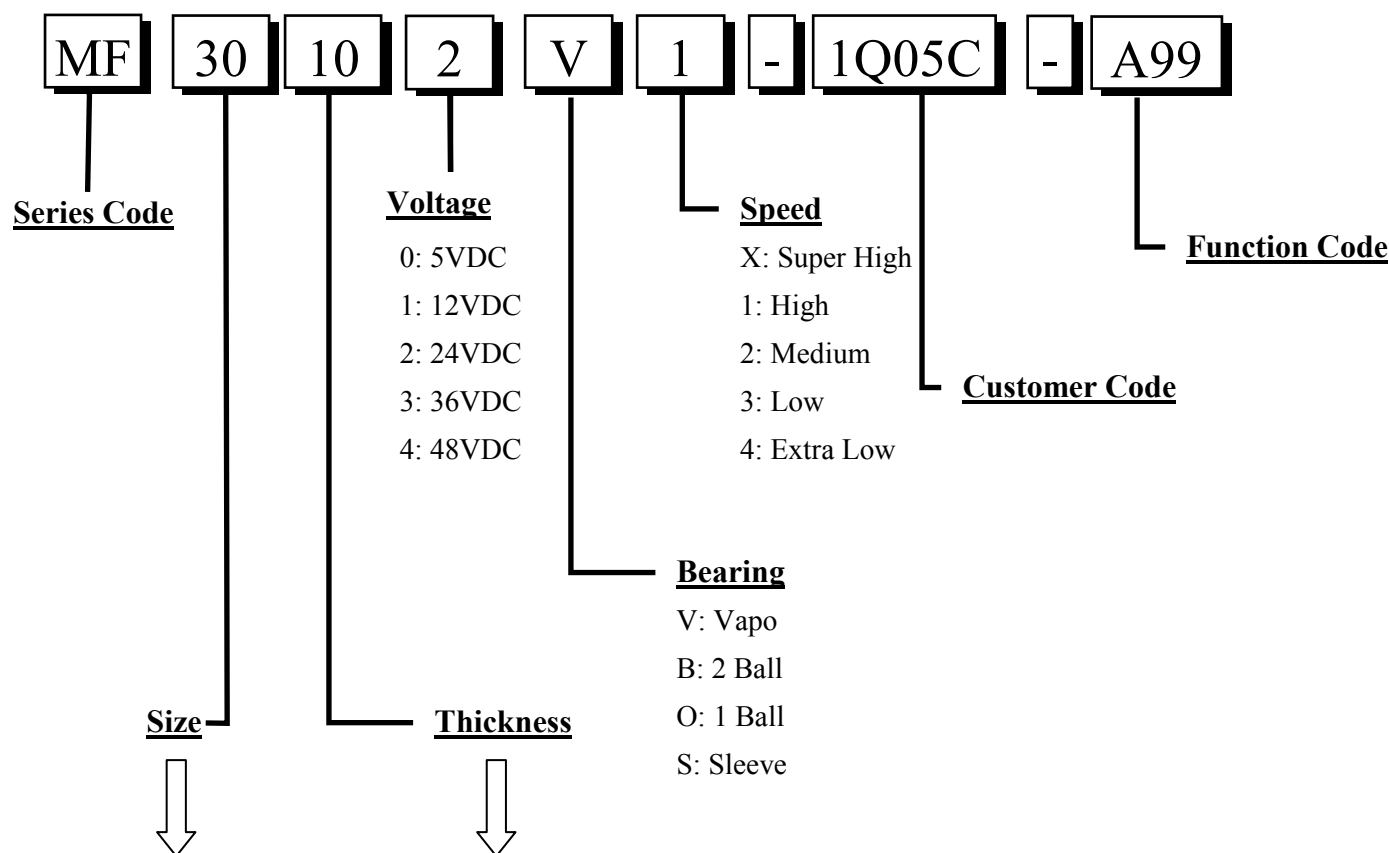 MF 30 10 2 V 1 - 1Q05C - A99
Series Code
Voltage
0: 5VDC
1: 12VDC
2: 24VDC
3: 36VDC
4: 48VDC
Speed
X: Super High
1: High
2: Medium
3: Low
4: Extra Low
Function Code
Customer Code
Bearing
V: Vapo
B: 2 Ball
O: 1 Ball
S: Sleeve
Size
Thickness